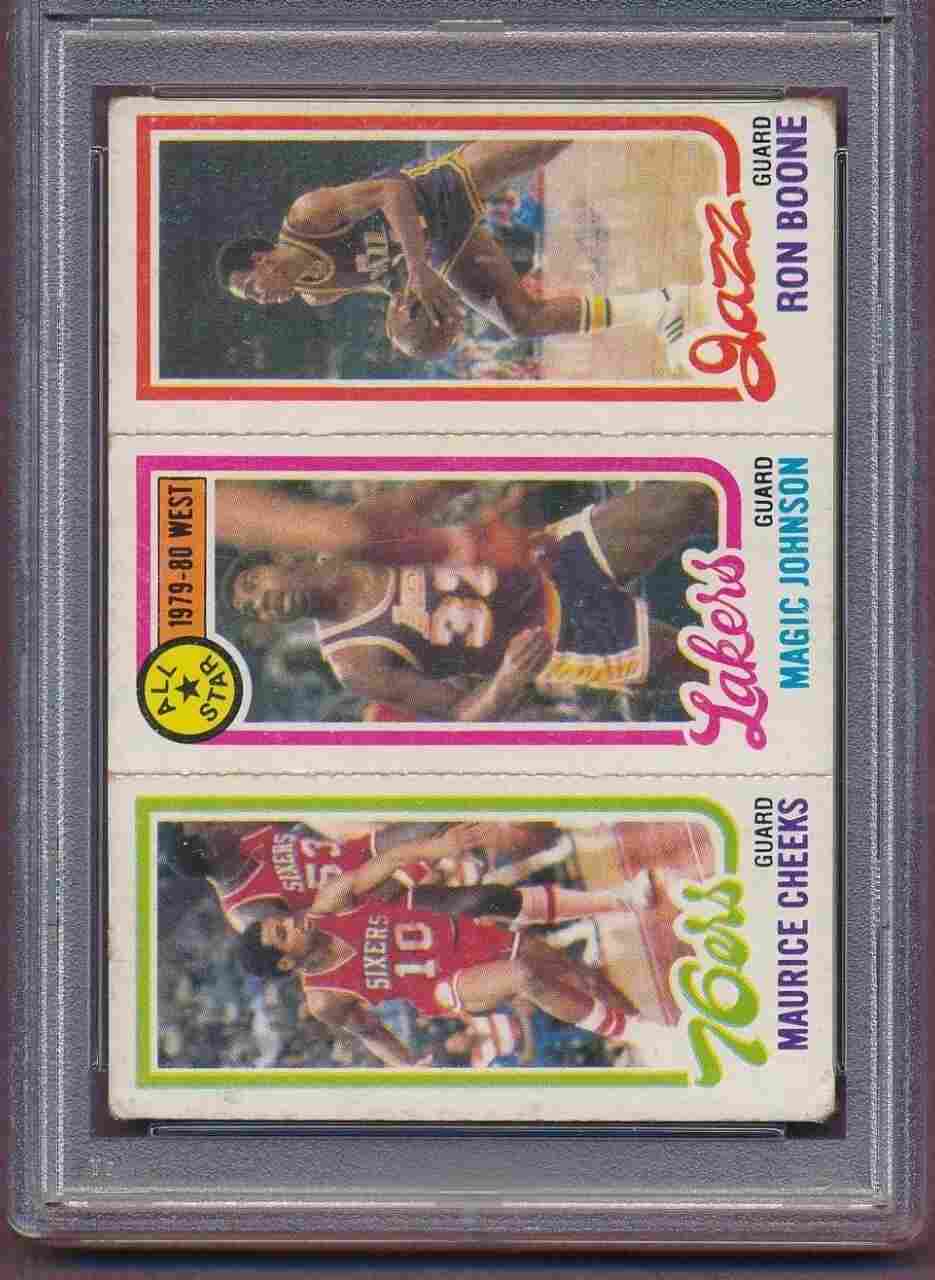 Jazz
GUARD
RON BOONE
ALL
STAR
1979-80 WEST
32
Lakers
GUARD
MAGIC JOHNSON
SIXERS
53
SIXERS
10
76ers
GUARD
MAURICE CHEEKS